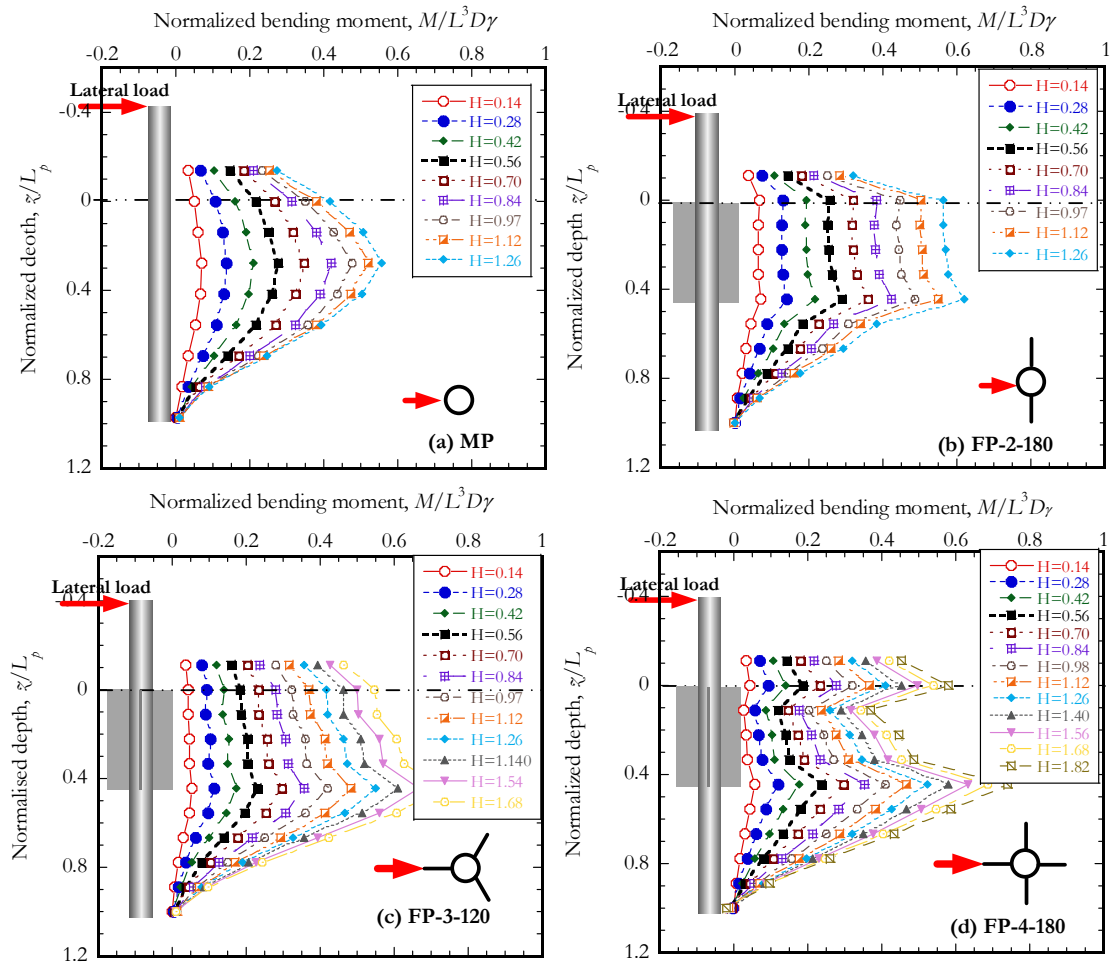 Normalized bending moment, M/L³Dγ
-0.2 0 0.2 0.4 0.6 0.8 1
Normalized deoth, z/Lp
-0.4
0
0.4
0.8
1.2
Lateral load
H=0.14
H=0.28
H=0.42
H=0.56
H=0.70
H=0.84
H=0.97
H=1.12
H=1.26
(a) MP
Normalized bending moment, M/L³Dγ
-0.2 0 0.2 0.4 0.6 0.8 1
Normalized depth, z/Lp
-0.4
0
0.4
0.8
1.2
Lateral load
H=0.14
H=0.28
H=0.42
H=0.56
H=0.70
H=0.84
H=0.97
H=1.12
H=1.26
(b) FP-2-180
Normalized bending moment, M/L³Dγ
-0.2 0 0.2 0.4 0.6 0.8 1
Normalised depth, z/Lp
-0.4
0
0.4
0.8
1.2
Lateral load
H=0.14
H=0.28
H=0.42
H=0.56
H=0.70
H=0.84
H=0.97
H=1.12
H=1.26
H=1.140
H=1.54
H=1.68
(c) FP-3-120
Normalized bending moment, M/L³Dγ
-0.2 0 0.2 0.4 0.6 0.8 1
Normalized depth, z/Lp
-0.4
0
0.4
0.8
1.2
Lateral load
H=0.14
H=0.28
H=0.42
H=0.56
H=0.70
H=0.84
H=0.98
H=1.12
H=1.26
H=1.40
H=1.56
H=1.68
H=1.82
(d) FP-4-180